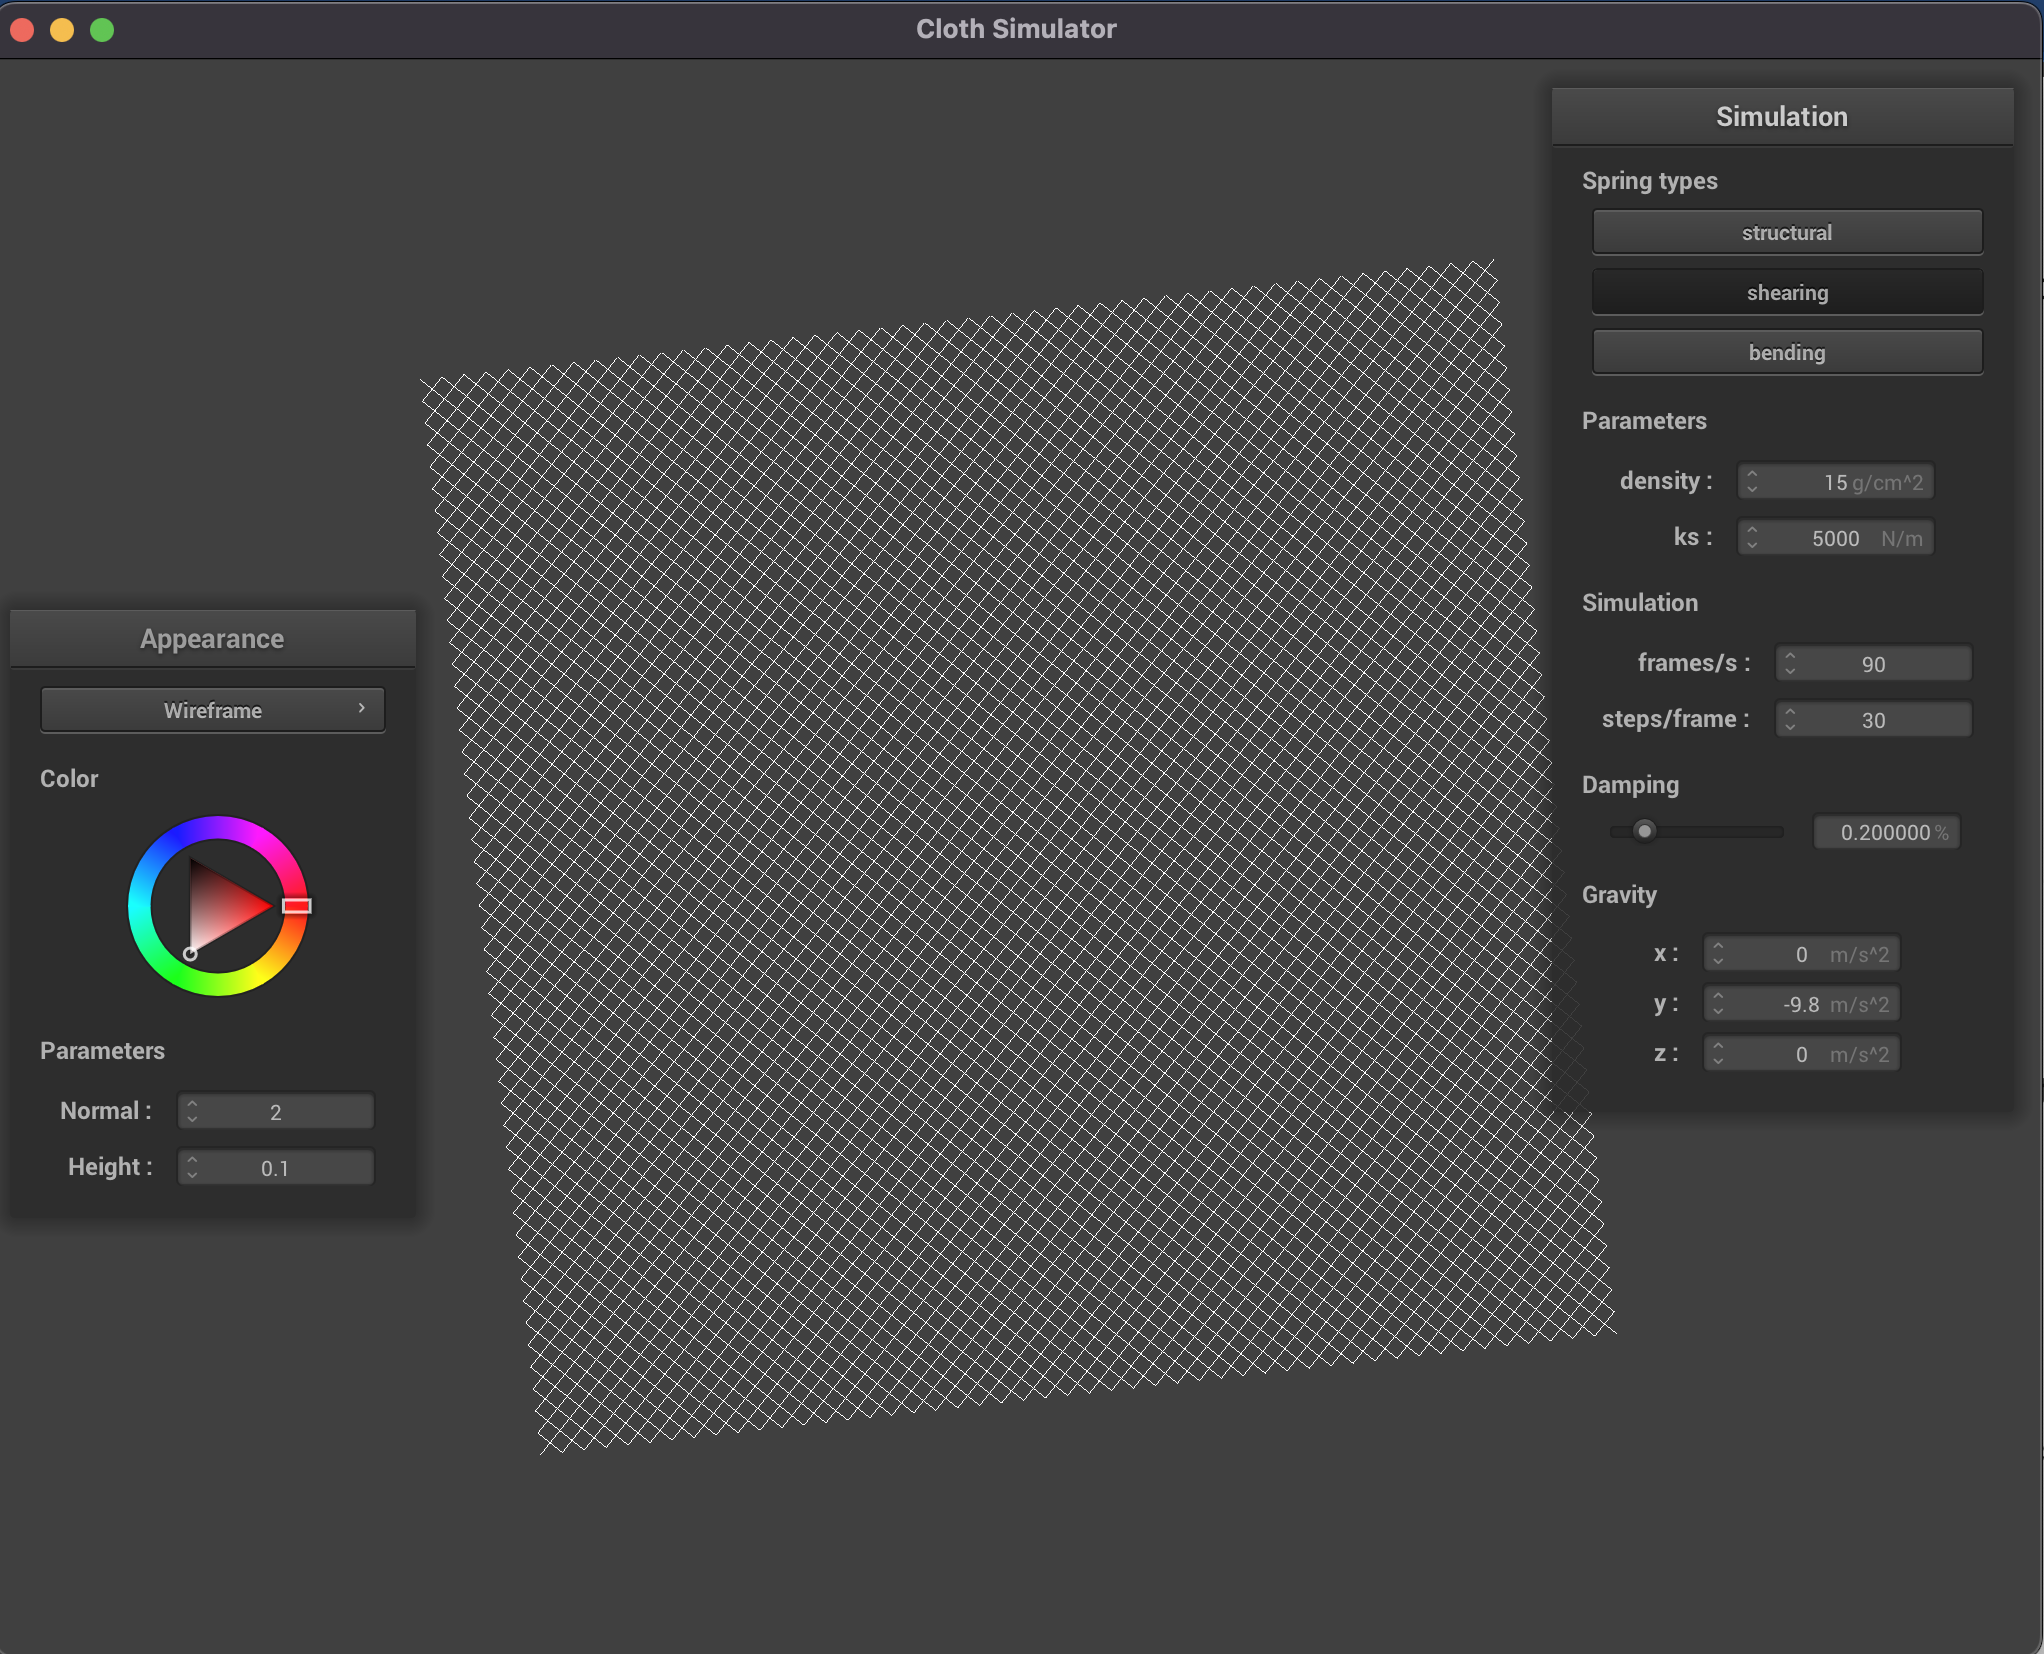 Cloth Simulator
Simulation
Spring types
structural
shearing
bending
Parameters
density : 15 g/cm^2
ks : 5000 N/m
Simulation
frames/s : 90
steps/frame : 30
Damping
0.200000 %
Gravity
x : 0 m/s^2
y : -9.8 m/s^2
z : 0 m/s^2
Appearance
Wireframe
Color
Parameters
Normal : 2
Height : 0.1